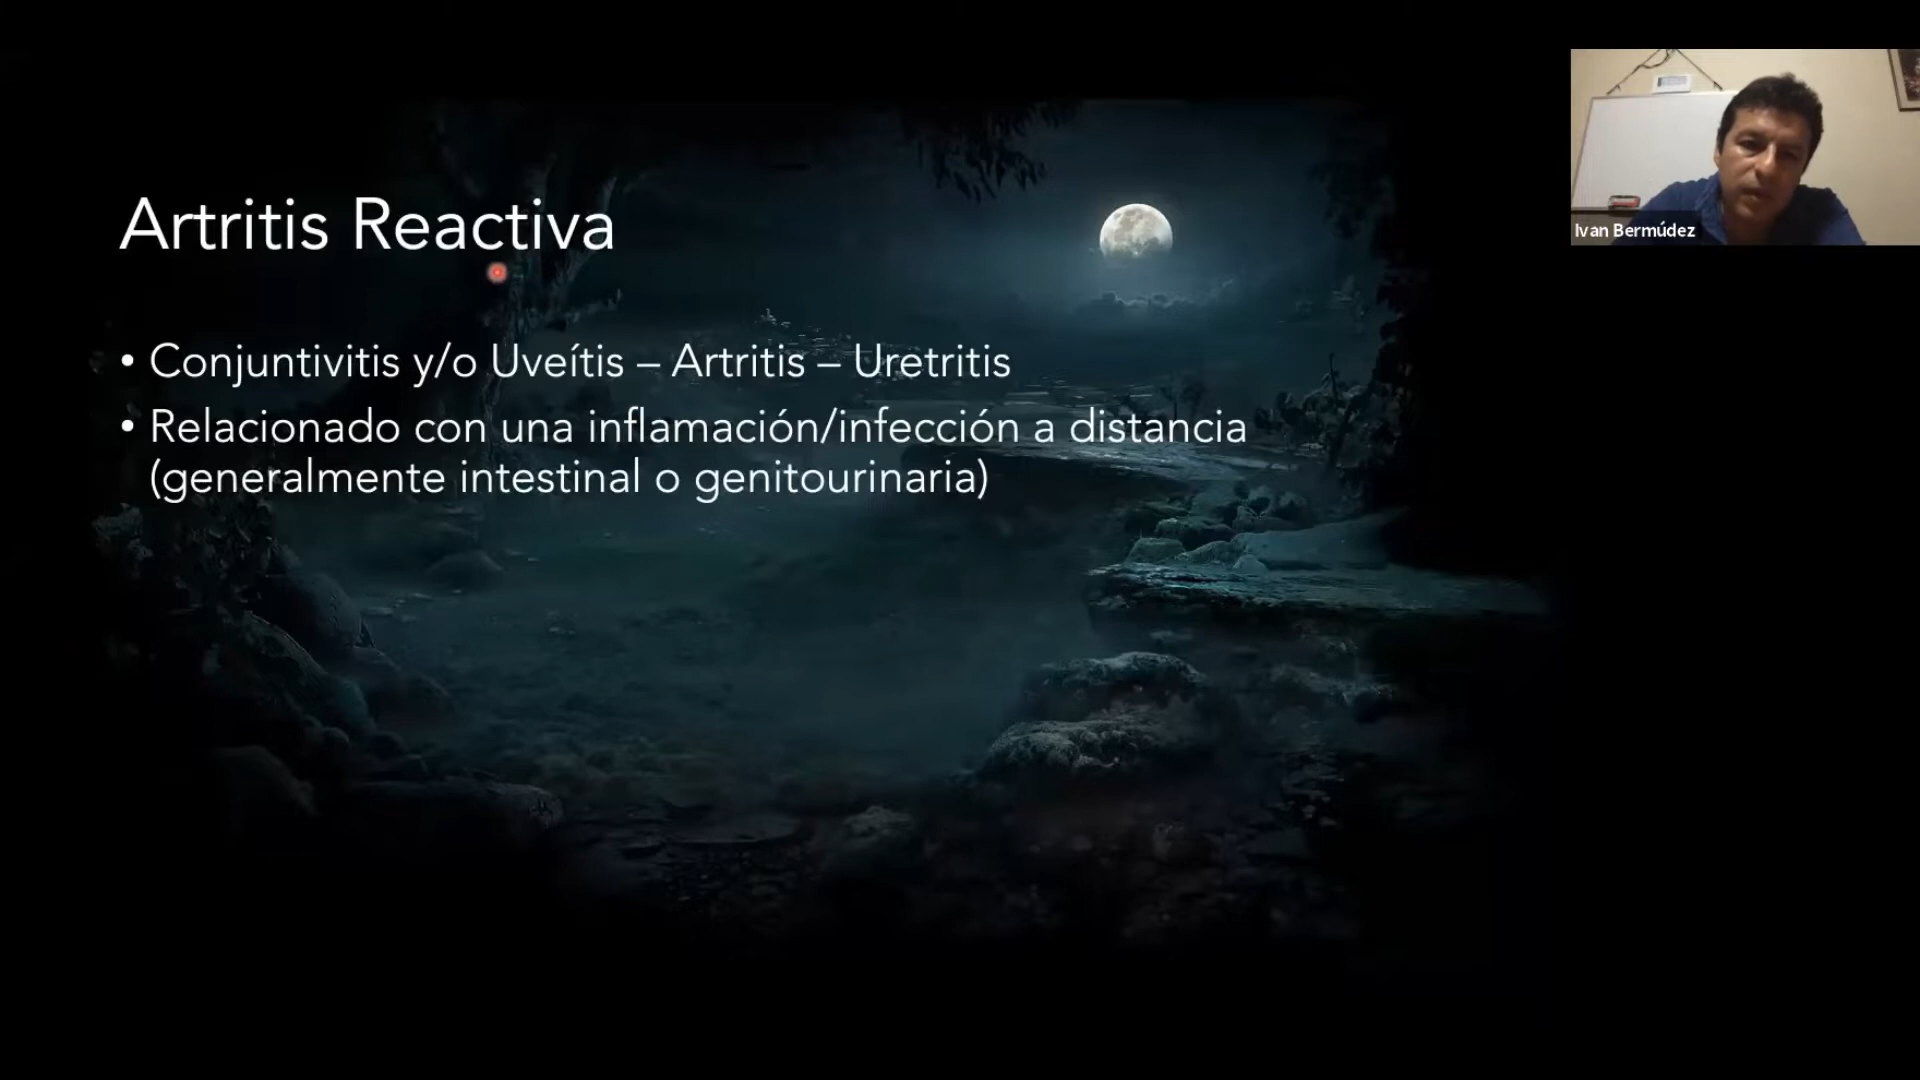 Artritis Reactiva
• Conjuntivitis y/o Uveítis – Artritis – Uretritis
• Relacionado con una inflamación/infección a distancia
(generalmente intestinal o genitourinaria)
Ivan Bermúdez